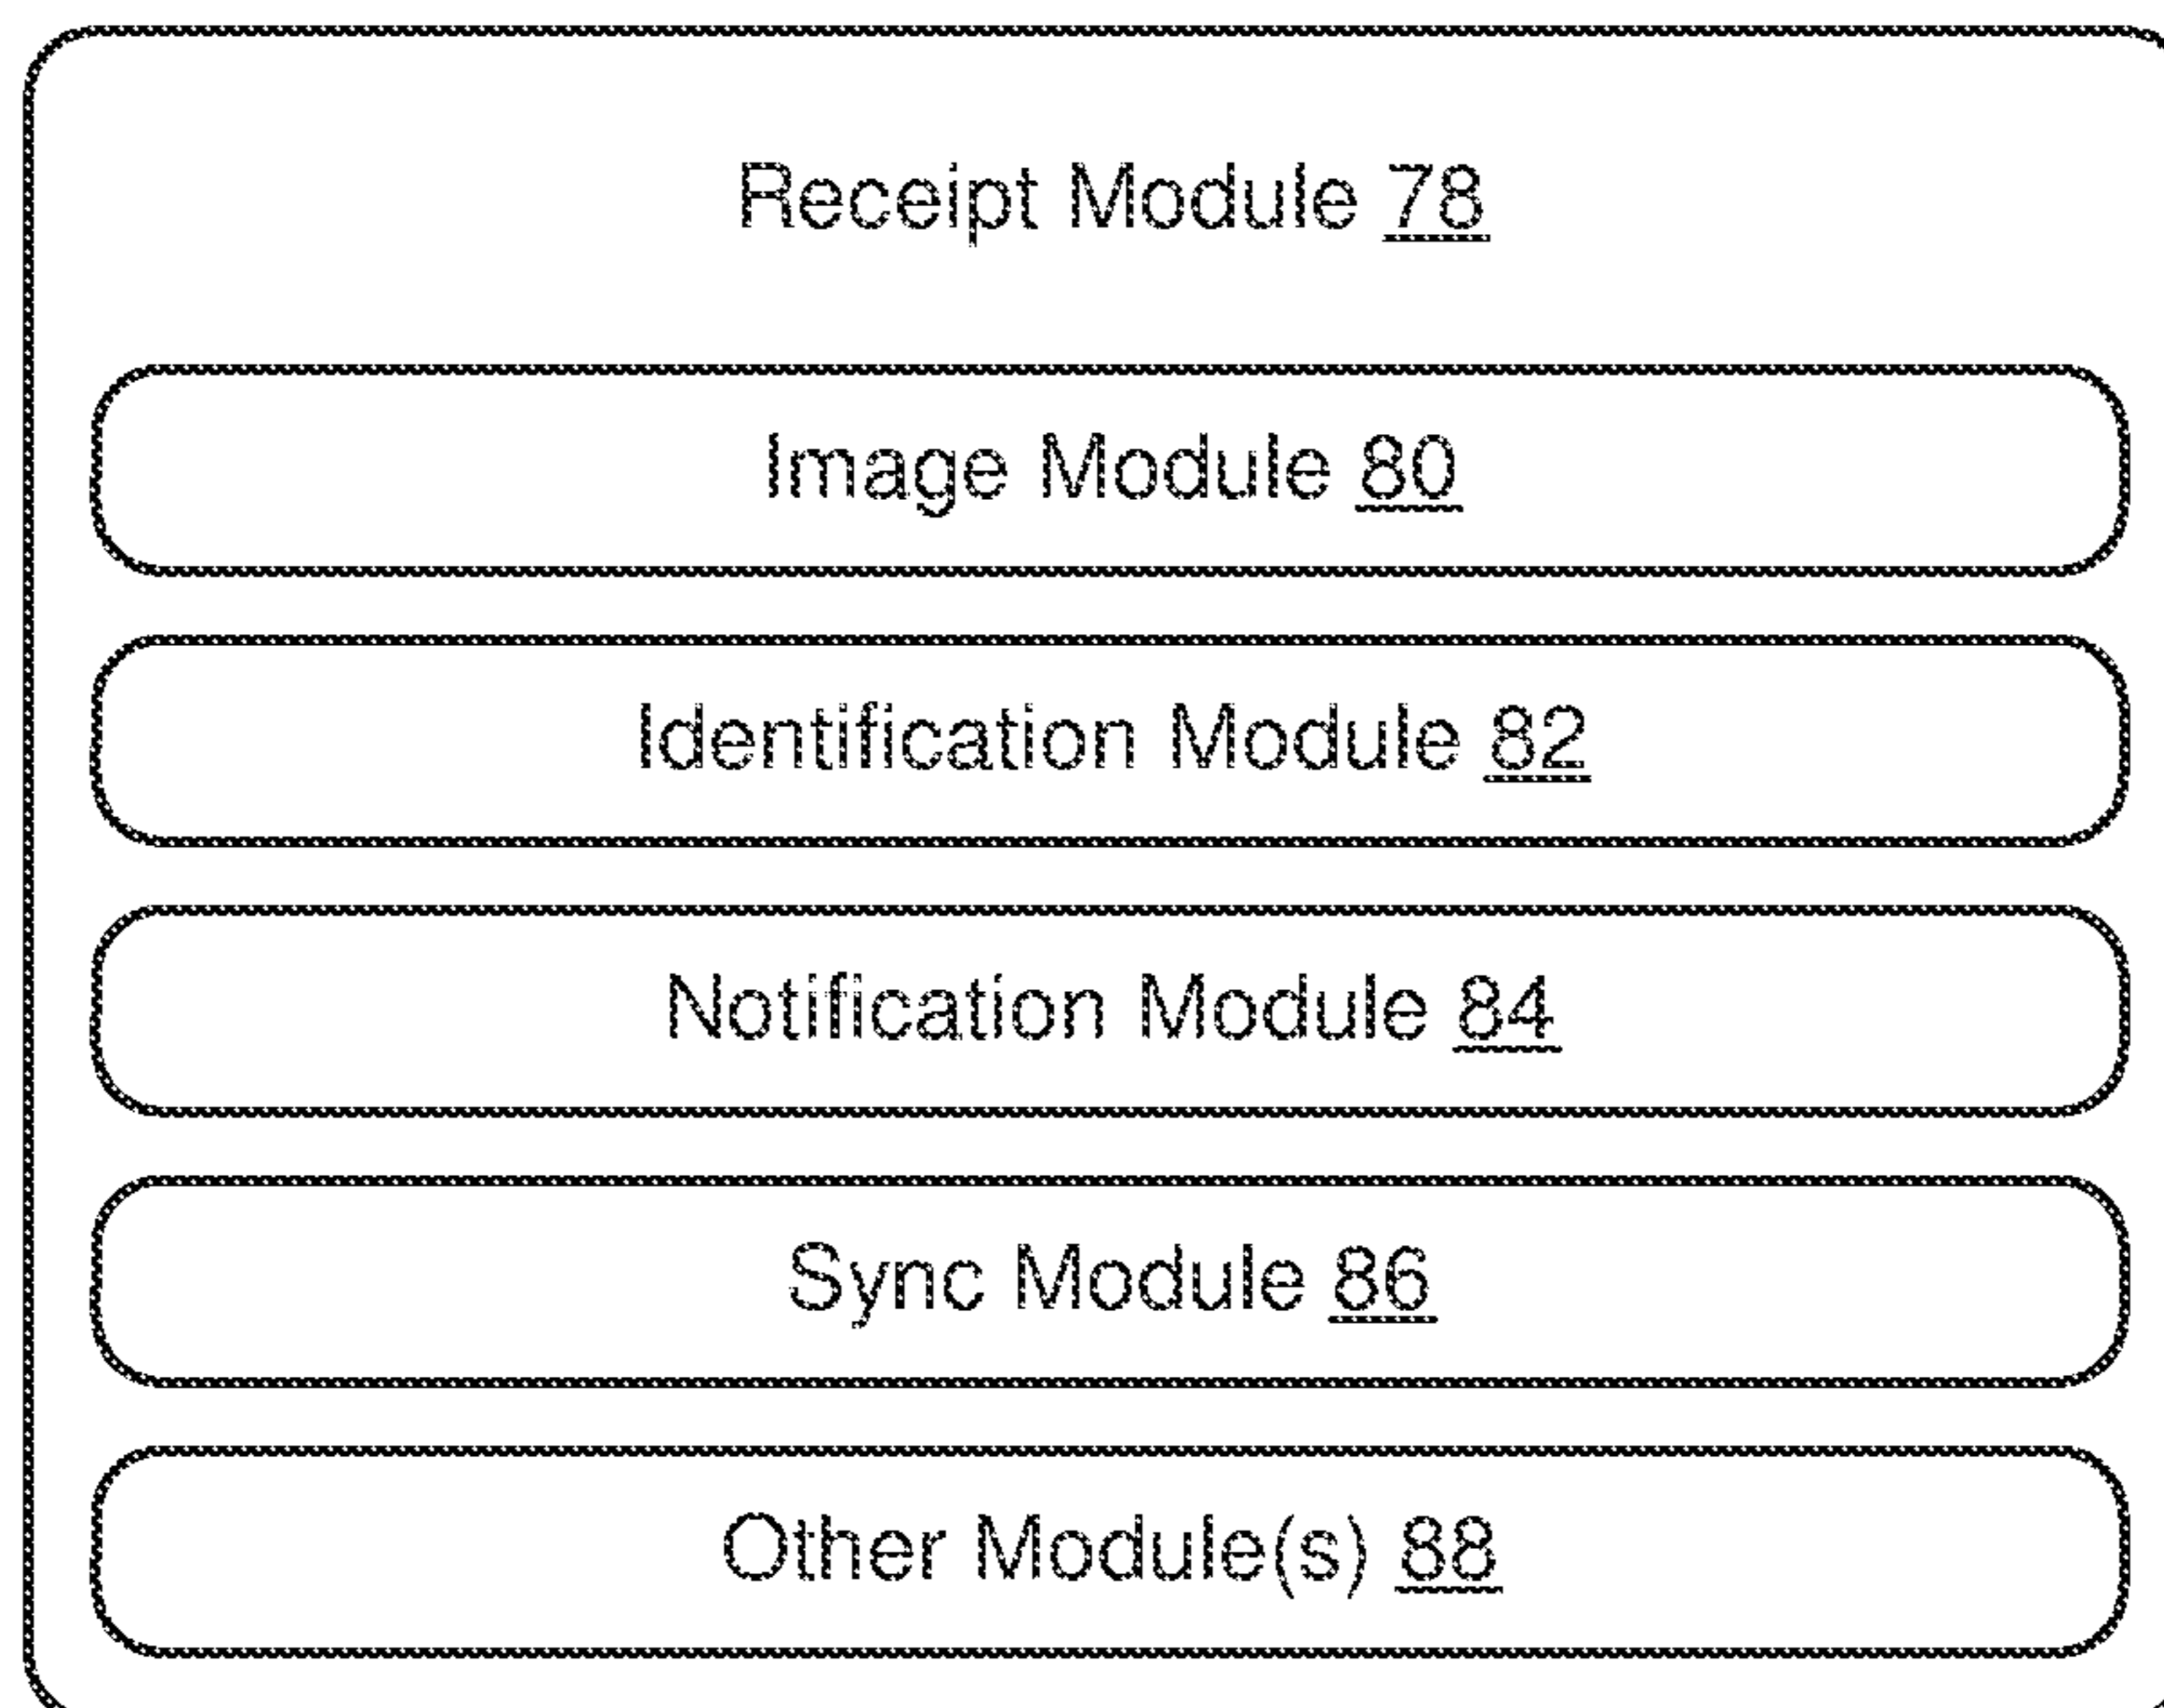 Receipt Module 78
Image Module 80
Identification Module 82
Notification Module 84
Sync Module 86
Other Module(s) 88